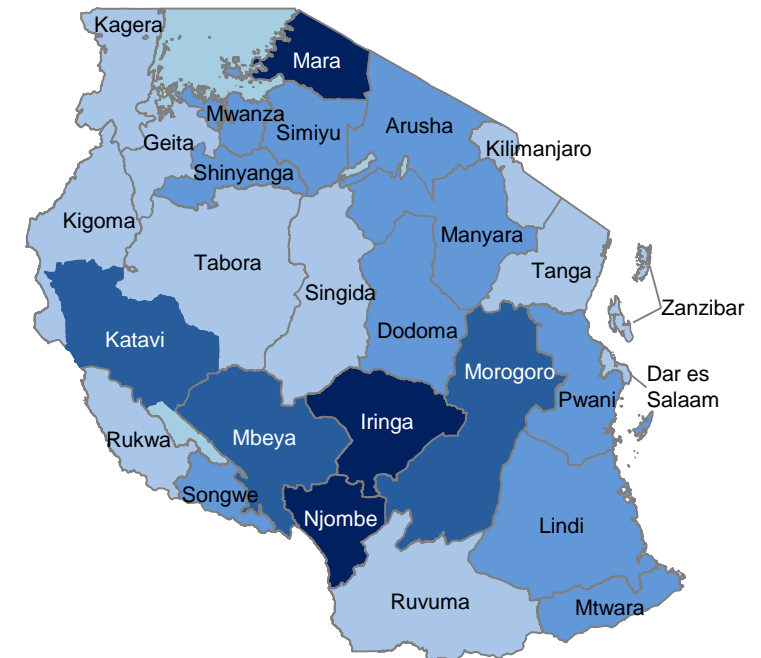 Kagera
Mara
Mwanza
Simiyu
Arusha
Geita
Kilimanjaro
Shinyanga
Kigoma
Manyara
Tabora
Tanga
Singida
Zanzibar
Dodoma
Katavi
Morogoro
Dar es
Salaam
Pwani
Iringa
Rukwa
Mbeya
Songwe
Njombe
Lindi
Ruvuma
Mtwara